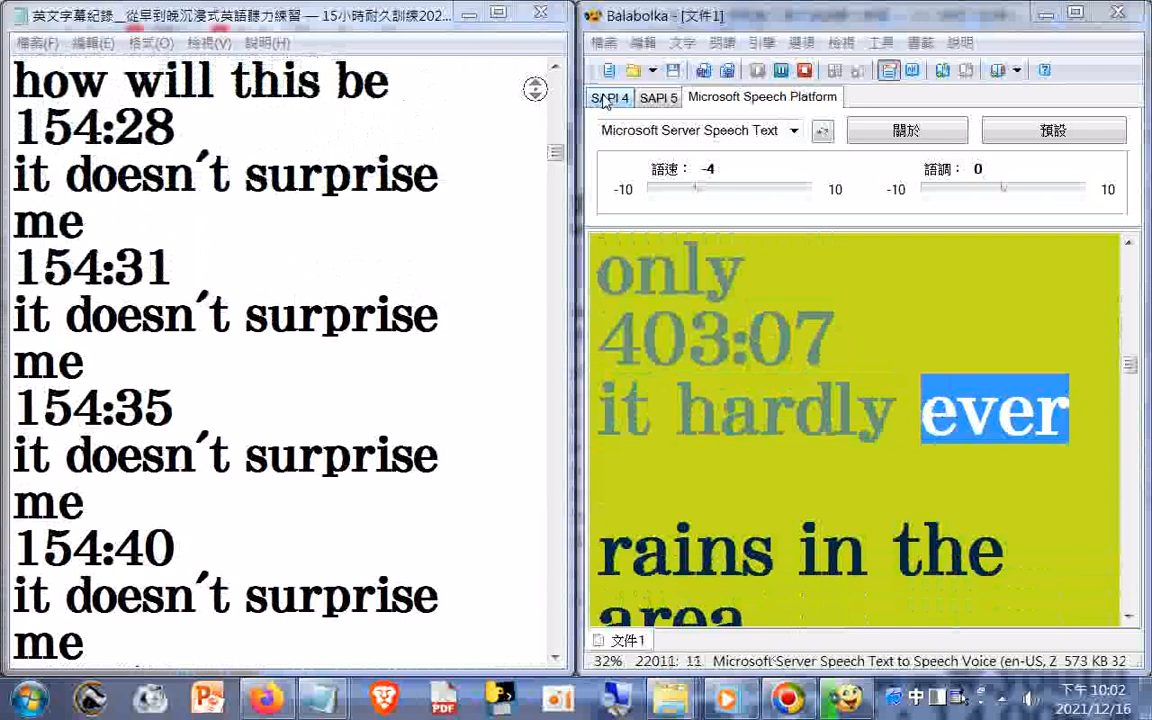 英文字幕紀錄__從早到晚沉浸式英語聽力練習 — 15小時耐久訓練202...
檔案(F) 編輯(E) 格式(O) 檢視(V) 說明(H)
how will this be
154:28
it doesn´t surprise
me
154:31
it doesn´t surprise
me
154:35
it doesn´t surprise
me
154:40
it doesn´t surprise
me
Balabolka - [文件1]
檔案 編輯 文字 朗讀 引擎 選項 檢視 工具 書籤 說明
SAPI 4 SAPI 5 Microsoft Speech Platform
Microsoft Server Speech Text 關於 預設
語速: -4 語調: 0
-10 10 -10 10
only
403:07
it hardly ever
rains in the
area
文件1
32% 22011: 11 Microsoft Server Speech Text to Speech Voice (en-US, Z 573 KB 32
PDF 中 下午 10:02
2021/12/16